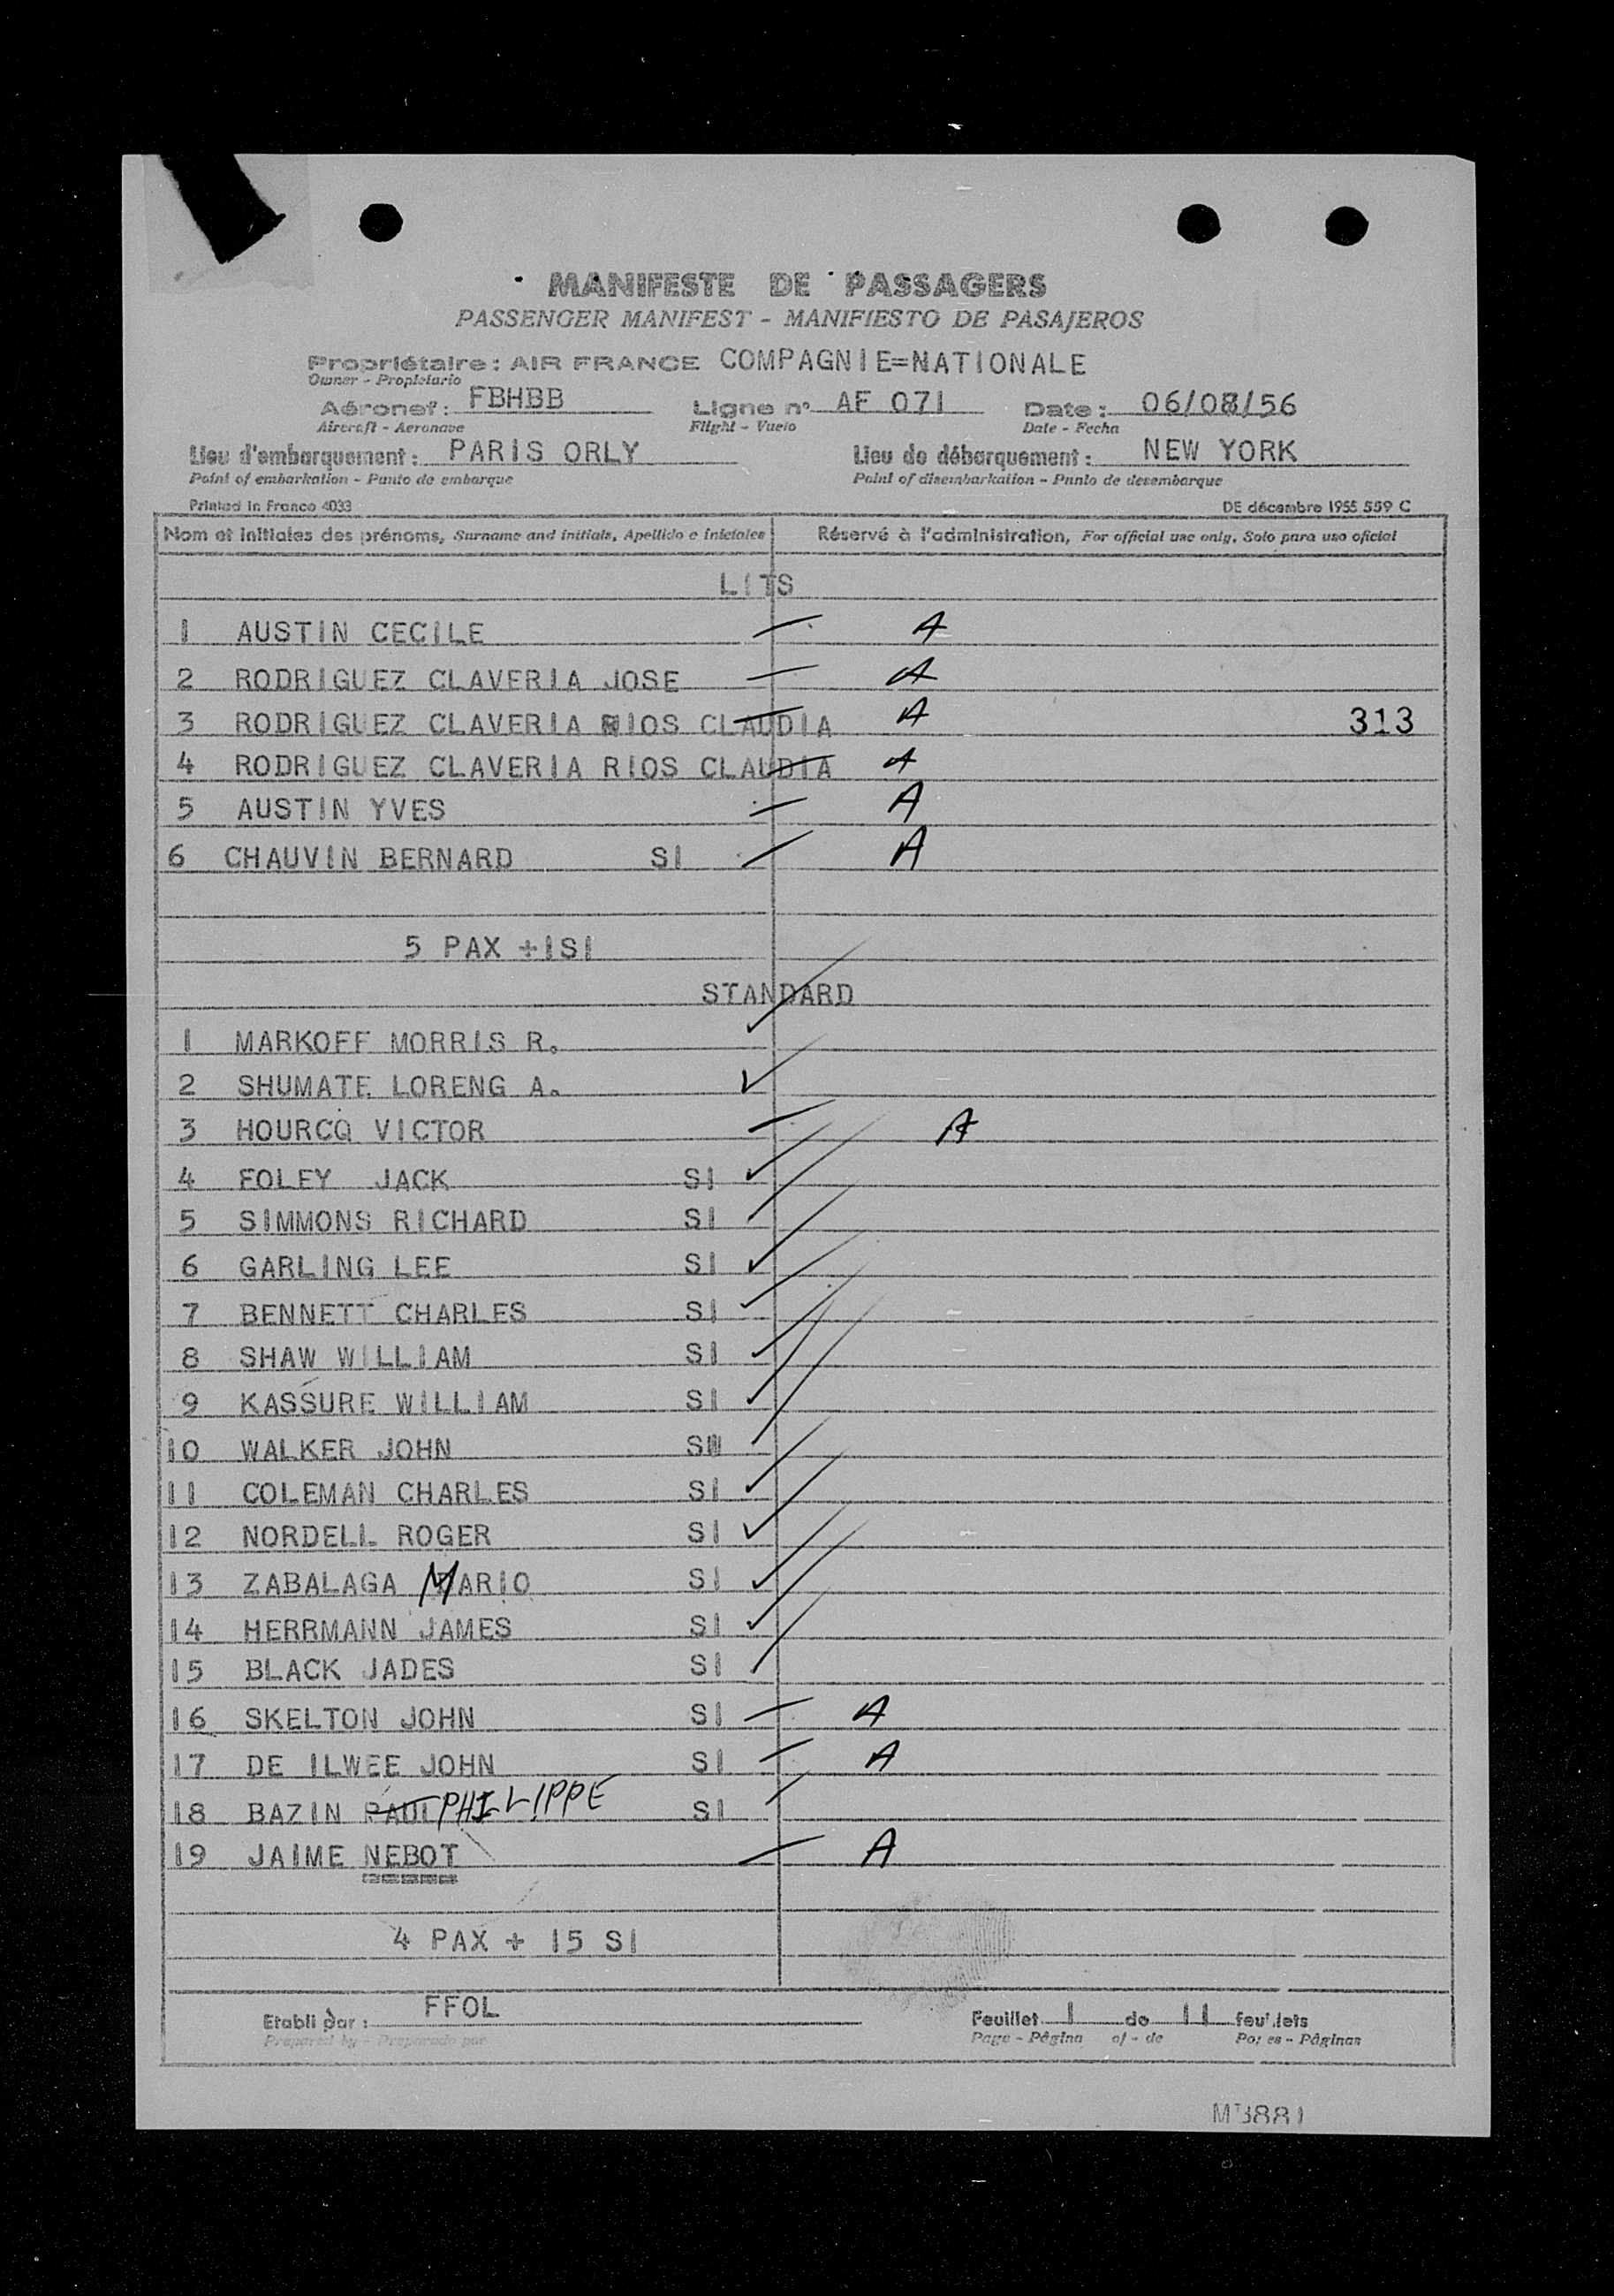 MANIFESTE DE PASSAGERS
PASSENGER MANIFEST - MANIFIESTO DE PASAJEROS
Propriétaire : AIR FRANCE COMPAGNIE=NATIONALE
Owner - Propietario
Aéronef : FBHBB Ligne n° AF 071 Date : 06/08/56
Aircraft - Aeronave Flight - Vuelo Date - Fecha
Lieu d'embarquement : PARIS ORLY Lieu de débarquement : NEW YORK
Point of embarkation - Punto de embarque Point of disembarkation - Punto de desembarque
Printed in France 4033 DE décembre 1955 559 C
Nom et initiales des prénoms, Surname and initials, Apellido e iniciales Réservé à l'administration, For official use only, Solo para uso oficial
LITS
1 AUSTIN CECILE A
2 RODRIGUEZ CLAVERIA JOSE A
3 RODRIGUEZ CLAVERIA RIOS CLAUDIA A 313
4 RODRIGUEZ CLAVERIA RIOS CLAUDIA A
5 AUSTIN YVES A
6 CHAUVIN BERNARD SI A
5 PAX +1SI
STANDARD
1 MARKOFF MORRIS R.
2 SHUMATE LORENG A.
3 HOURCQ VICTOR A
4 FOLEY JACK SI
5 SIMMONS RICHARD SI
6 GARLING LEE SI
7 BENNETT CHARLES SI
8 SHAW WILLIAM SI
9 KASSURE WILLIAM SI
10 WALKER JOHN SI
11 COLEMAN CHARLES SI
12 NORDELL ROGER SI
13 ZABALAGA MARIO SI
14 HERRMANN JAMES SI
15 BLACK JADES SI
16 SKELTON JOHN SI A
17 DE ILWEE JOHN SI A
18 BAZIN PAUL PHILIPPE SI
19 JAIME NEBOT A
4 PAX + 15 SI
Etabli par : FFOL Feuillet 1 de 11 feuillets
Prepared by - Preparado por Page - Página of - de Pages - Páginas